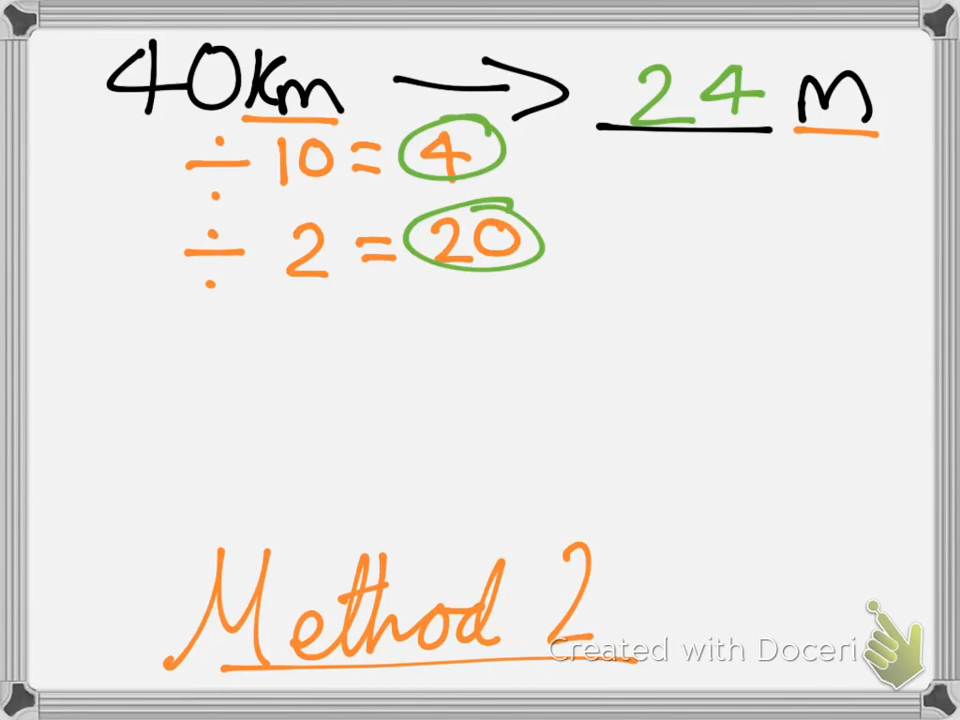 40km → 24 m
÷ 10 = 4
÷ 2 = 20
Method 2
Created with Doceri